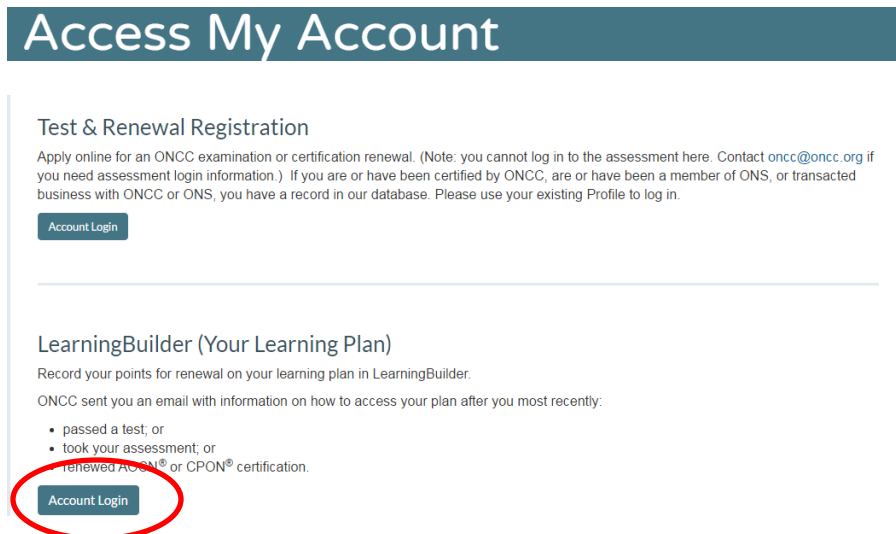 Access My Account
Test & Renewal Registration
Apply online for an ONCC examination or certification renewal. (Note: you cannot log in to the assessment here. Contact oncc@oncc.org if
you need assessment login information.) If you are or have been certified by ONCC, are or have been a member of ONS, or transacted
business with ONCC or ONS, you have a record in our database. Please use your existing Profile to log in.
Account Login
LearningBuilder (Your Learning Plan)
Record your points for renewal on your learning plan in LearningBuilder.
ONCC sent you an email with information on how to access your plan after you most recently:
• passed a test; or
• took your assessment; or
• renewed AOCN® or CPON® certification.
Account Login